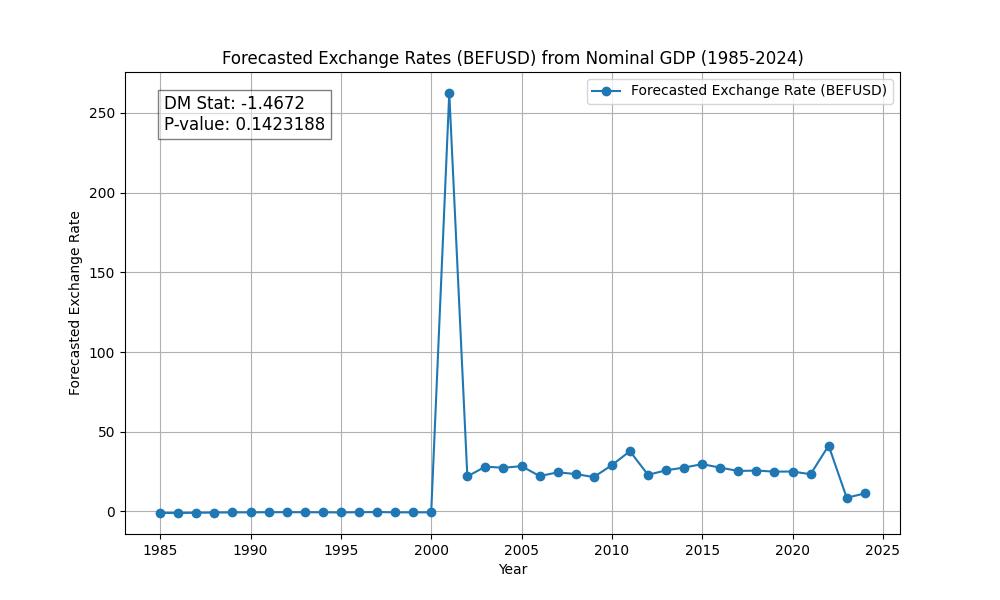 Forecasted Exchange Rates (BEFUSD) from Nominal GDP (1985-2024)
DM Stat: -1.4672
P-value: 0.1423188
Forecasted Exchange Rate (BEFUSD)
Forecasted Exchange Rate
250
200
150
100
50
0
1985 1990 1995 2000 2005 2010 2015 2020 2025
Year